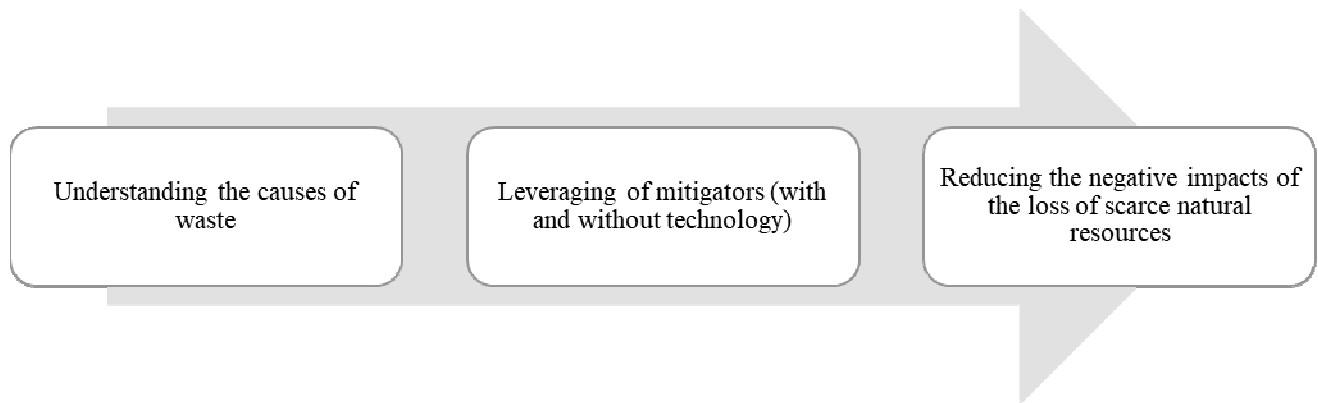 Understanding the causes of
waste
Leveraging of mitigators (with
and without technology)
Reducing the negative impacts of
the loss of scarce natural
resources